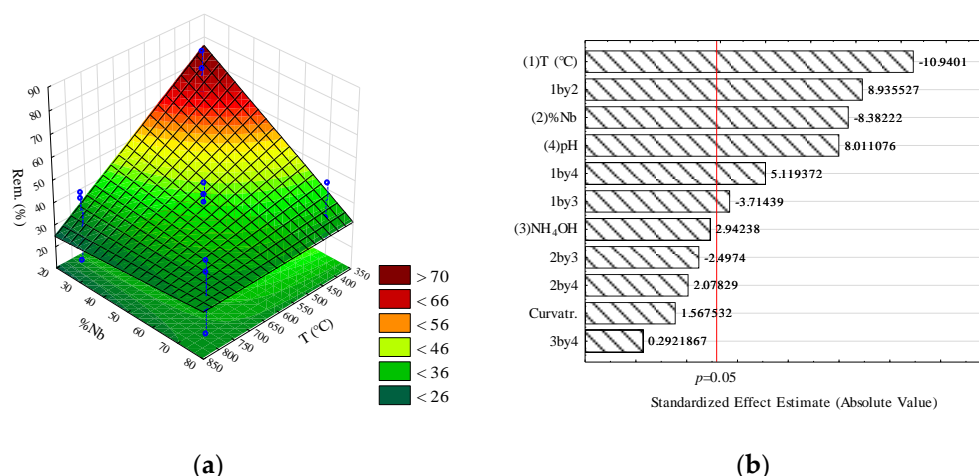 90
80
70
60
50
40
30
20
Rem. (%)
20
30
40
50
60
70
80
%Nb
850
800
750
700
650
600
550
500
450
400
350
T (°C)
> 70
< 66
< 56
< 46
< 36
< 26
(a)
(1)T (°C) -10.9401
1by2 8.935527
(2)%Nb -8.38222
(4)pH 8.011076
1by4 5.119372
1by3 -3.71439
(3)NH₄OH 2.94238
2by3 -2.4974
2by4 2.07829
Curvatr. 1.567532
3by4 0.2921867
p=0.05
Standardized Effect Estimate (Absolute Value)
(b)